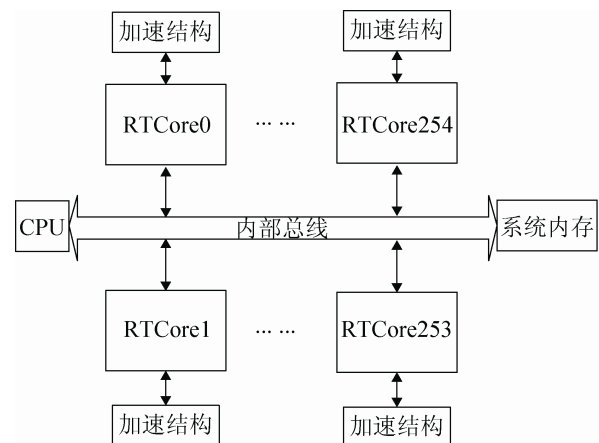 加速结构 加速结构
RTCore0 … … RTCore254
CPU 内部总线 系统内存
RTCore1 … … RTCore253
加速结构 加速结构